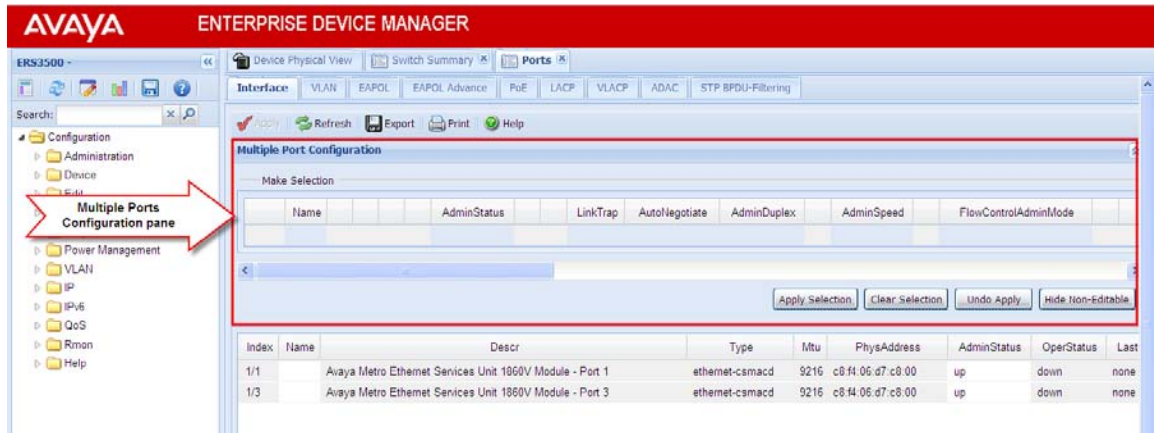 AVAYA ENTERPRISE DEVICE MANAGER
ERS3500 -
Device Physical View Switch Summary Ports
Interface VLAN EAPOL EAPOL Advance PoE LACP VLACP ADAC STP BPDU-Filtering
Search:
Apply Refresh Export Print Help
Configuration
Administration
Device
Edit
Multiple Ports
Configuration pane
Power Management
VLAN
IP
IPv6
QoS
Rmon
Help
Multiple Port Configuration
Make Selection
Name AdminStatus LinkTrap AutoNegotiate AdminDuplex AdminSpeed FlowControlAdminMode
Apply Selection Clear Selection Undo Apply Hide Non-Editable
Index Name Descr Type Mtu PhysAddress AdminStatus OperStatus Last
1/1 Avaya Metro Ethernet Services Unit 1860V Module - Port 1 ethernet-csmacd 9216 c8:f4:06:d7:c8:00 up down none
1/3 Avaya Metro Ethernet Services Unit 1860V Module - Port 3 ethernet-csmacd 9216 c8:f4:06:d7:c8:00 up down none